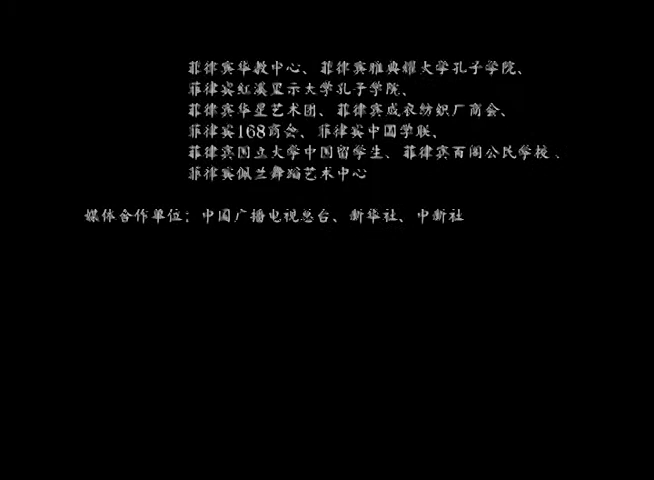 菲律宾华教中心、菲律宾雅典耀大学孔子学院、
菲律宾红溪里示大学孔子学院、
菲律宾华星艺术团、菲律宾成衣纺织厂商会、
菲律宾168商会、菲律宾中国学联、
菲律宾国立大学中国留学生、菲律宾百阁公民学校、
菲律宾佩兰舞蹈艺术中心
媒体合作单位：中国广播电视总台、新华社、中新社